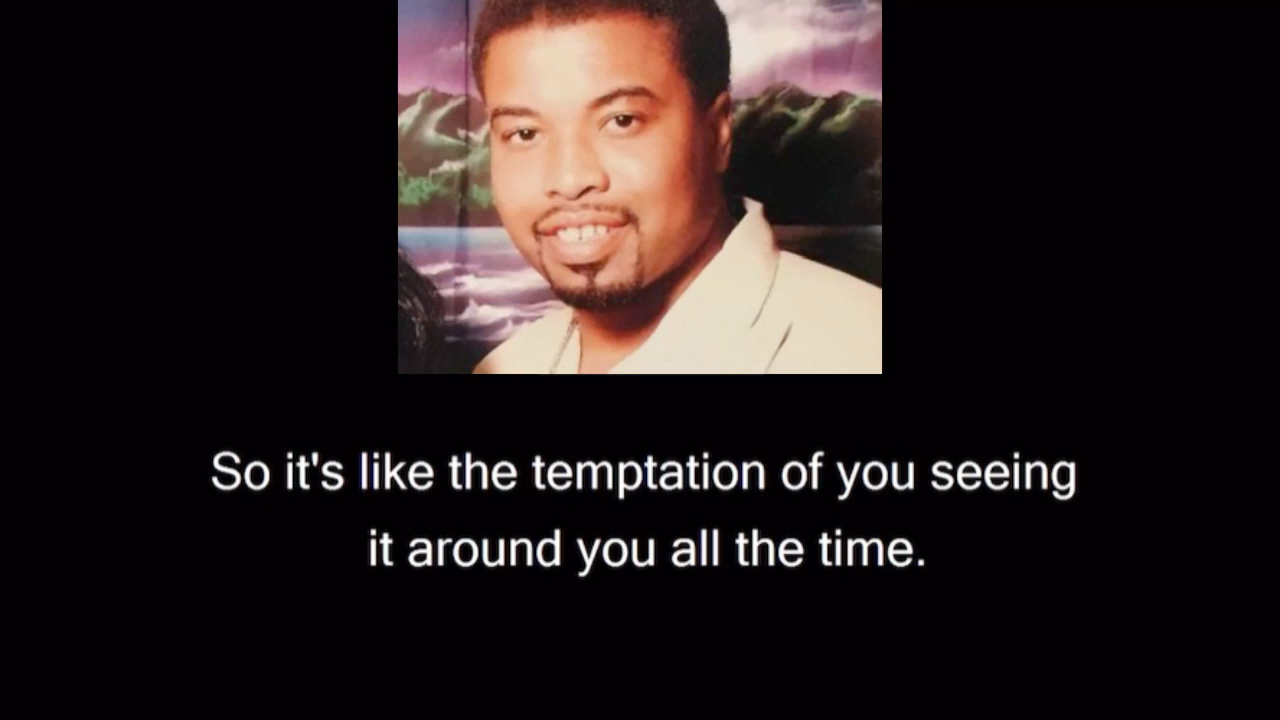 So it's like the temptation of you seeing
it around you all the time.